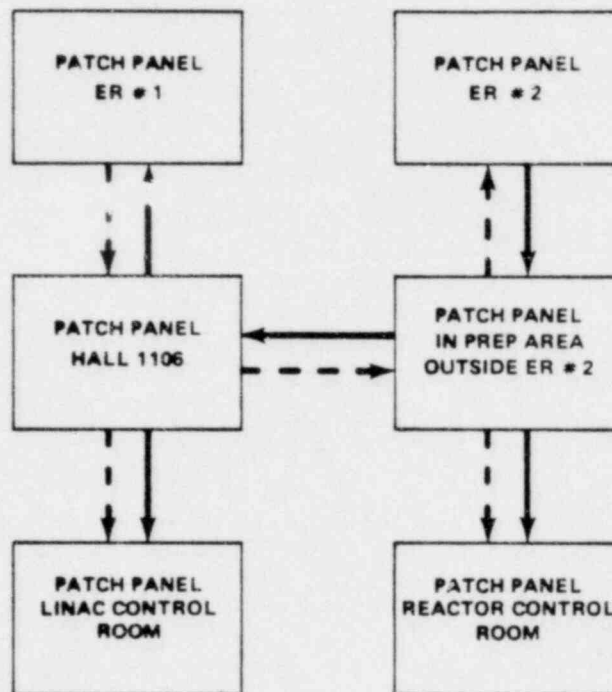 PATCH PANEL
ER # 1
PATCH PANEL
ER # 2
PATCH PANEL
HALL 1106
PATCH PANEL
IN PREP AREA
OUTSIDE ER # 2
PATCH PANEL
LINAC CONTROL
ROOM
PATCH PANEL
REACTOR CONTROL
ROOM